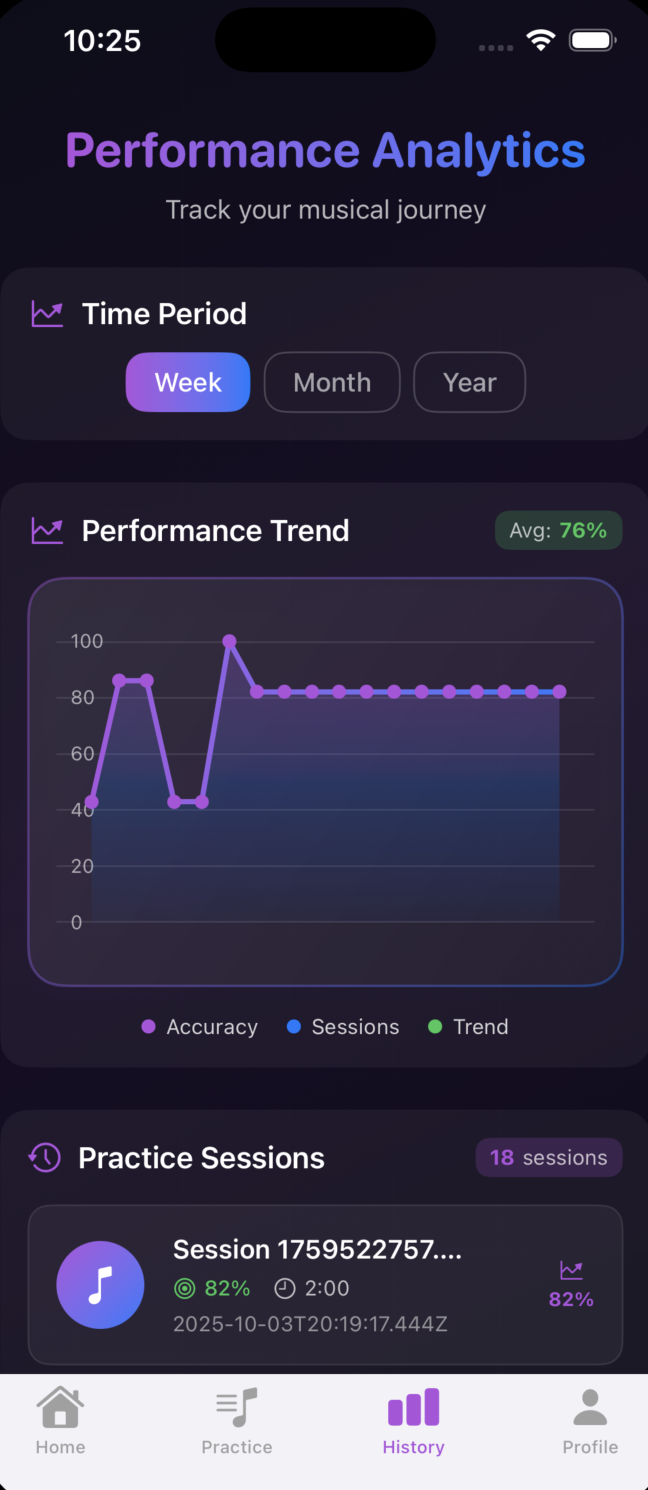 10:25
Performance Analytics
Track your musical journey
Time Period
Week Month Year
Performance Trend Avg: 76%
100
80
60
40
20
0
Accuracy Sessions Trend
Practice Sessions 18 sessions
Session 1759522757....
82% 2:00
82%
2025-10-03T20:19:17.444Z
Home Practice History Profile